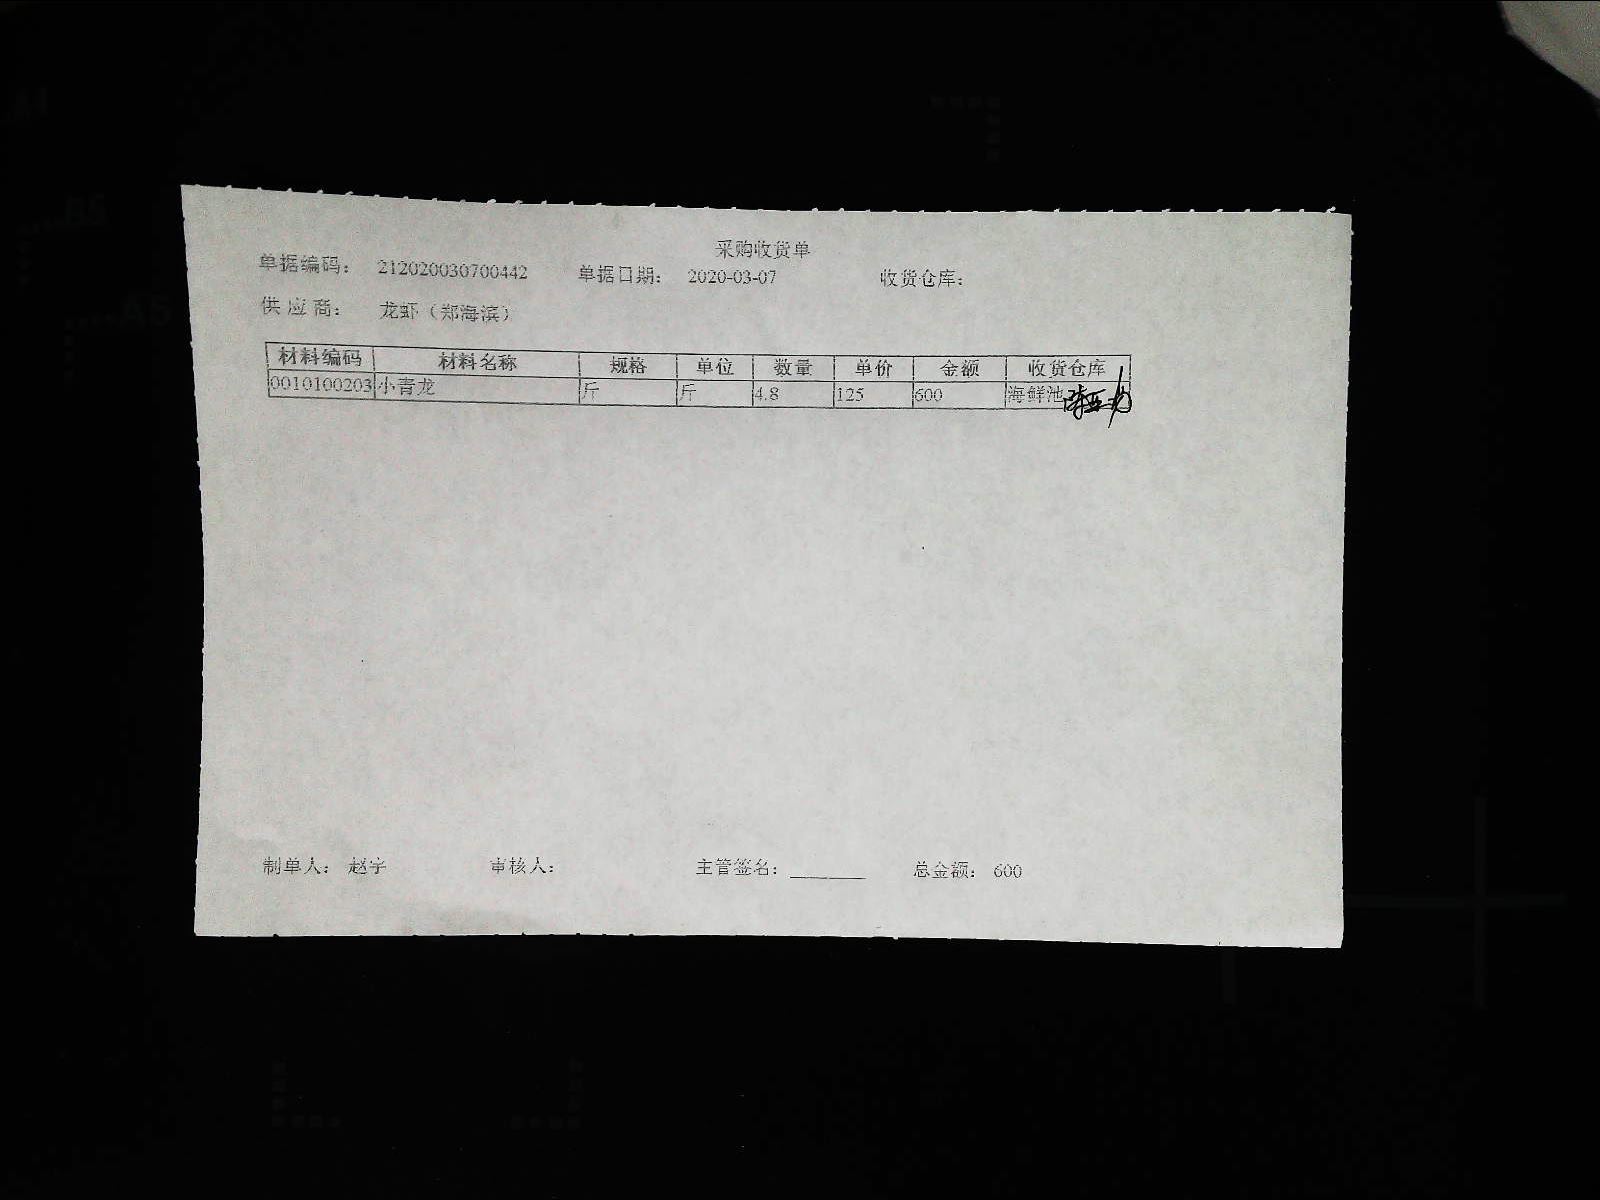 采购收货单
单据编码: 212020030700442 单据日期: 2020-03-07 收货仓库:
供应商: 龙虾（郑海滨）
材料编码 材料名称 规格 单位 数量 单价 金额 收货仓库
0010100203 小青龙 斤 斤 4.8 125 600 海鲜池
制单人: 赵宇 审核人: 主管签名: ________ 总金额: 600